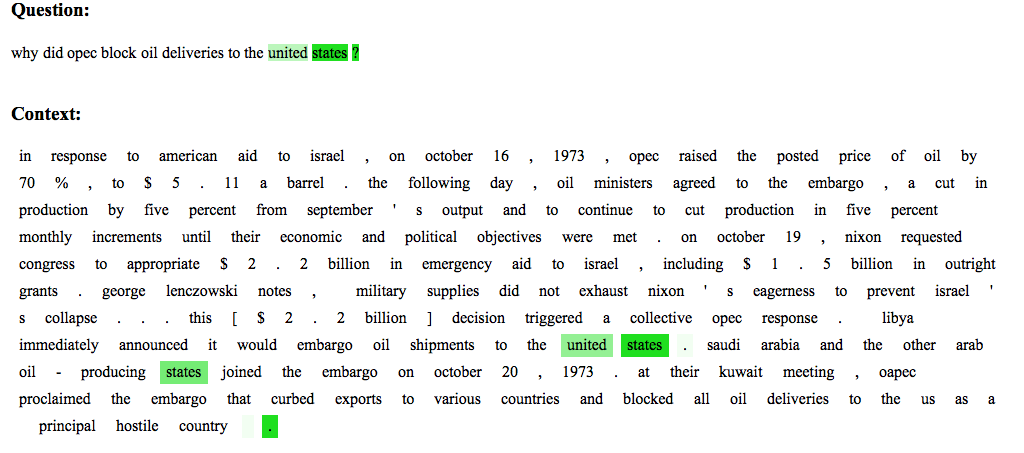 Question:
why did opec block oil deliveries to the united states ?
Context:
in response to american aid to israel , on october 16 , 1973 , opec raised the posted price of oil by
70 % , to $ 5 . 11 a barrel . the following day , oil ministers agreed to the embargo , a cut in
production by five percent from september ' s output and to continue to cut production in five percent
monthly increments until their economic and political objectives were met . on october 19 , nixon requested
congress to appropriate $ 2 . 2 billion in emergency aid to israel , including $ 1 . 5 billion in outright
grants . george lenczowski notes , military supplies did not exhaust nixon ' s eagerness to prevent israel '
s collapse . . . this [ $ 2 . 2 billion ] decision triggered a collective opec response . libya
immediately announced it would embargo oil shipments to the united states . saudi arabia and the other arab
oil - producing states joined the embargo on october 20 , 1973 . at their kuwait meeting , oapec
proclaimed the embargo that curbed exports to various countries and blocked all oil deliveries to the us as a
principal hostile country .